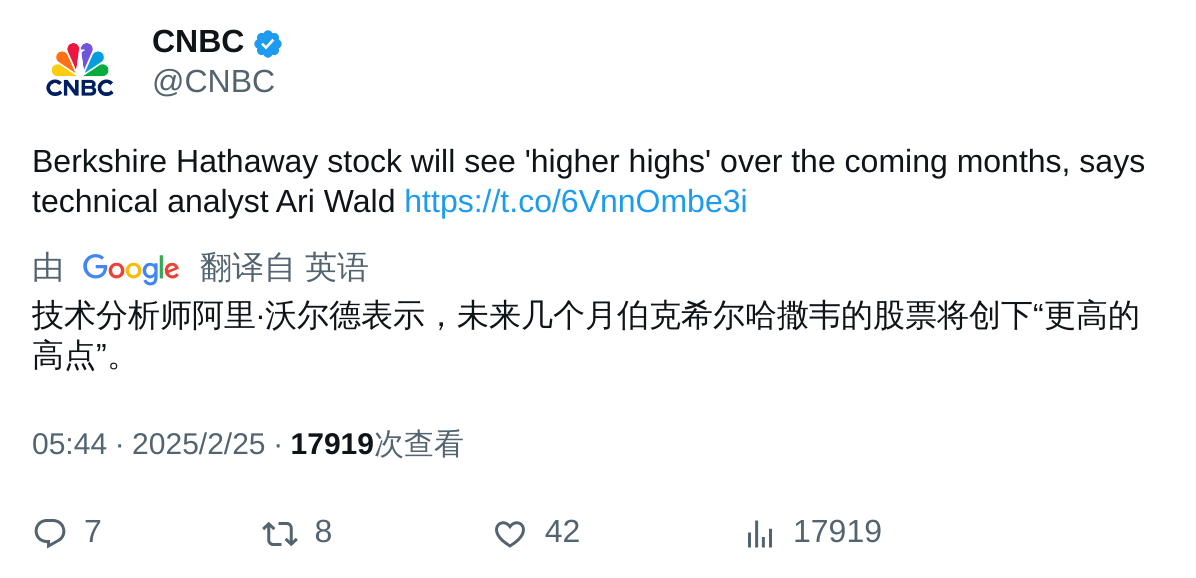 CNBC
CNBC
@CNBC
Berkshire Hathaway stock will see 'higher highs' over the coming months, says
technical analyst Ari Wald https://t.co/6VnnOmbe3i
由 Google 翻译自 英语
技术分析师阿里·沃尔德表示，未来几个月伯克希尔哈撒韦的股票将创下“更高的
高点”。
05:44 · 2025/2/25 · 17919次查看
7 8 42 17919